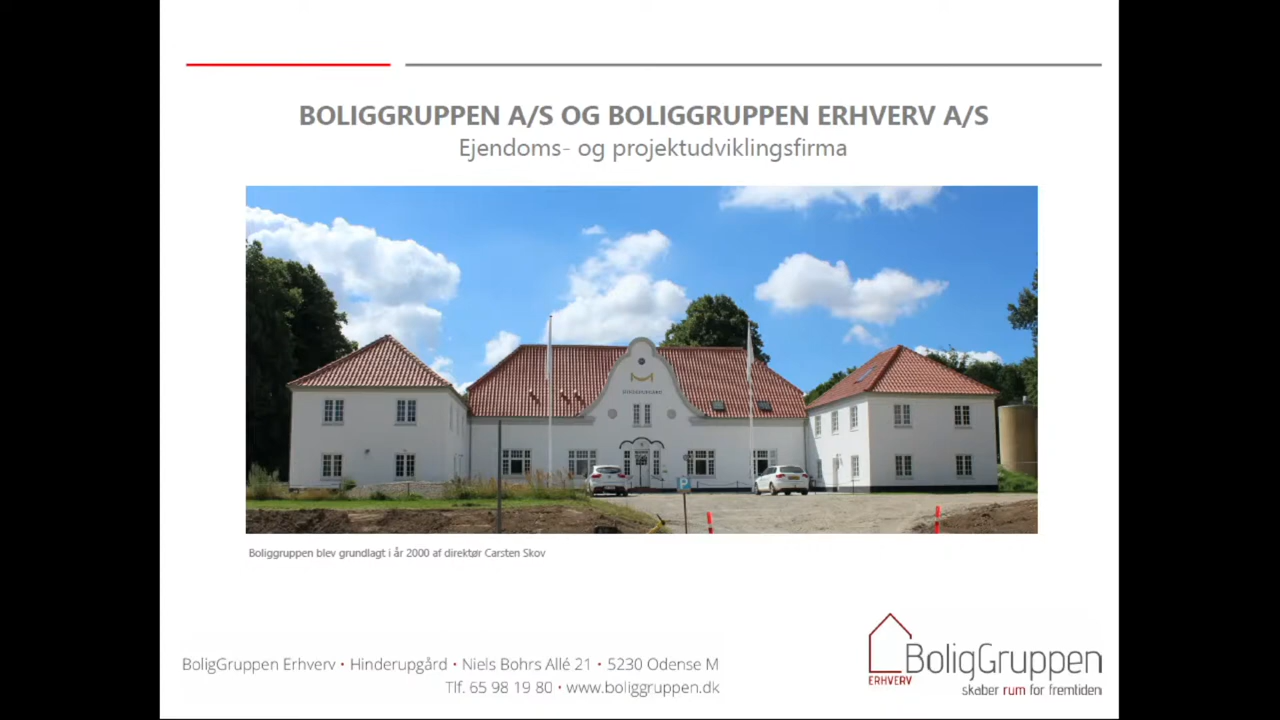 BOLIGGRUPPEN A/S OG BOLIGGRUPPEN ERHVERV A/S
Ejendoms- og projektudviklingsfirma
P
Boliggruppen blev grundlagt i år 2000 af direktør Carsten Skov
BoligGruppen Erhverv • Hinderupgård • Niels Bohrs Allé 21 • 5230 Odense M
Tlf. 65 98 19 80 • www.boliggruppen.dk
BoligGruppen
ERHVERV
skaber rum for fremtiden